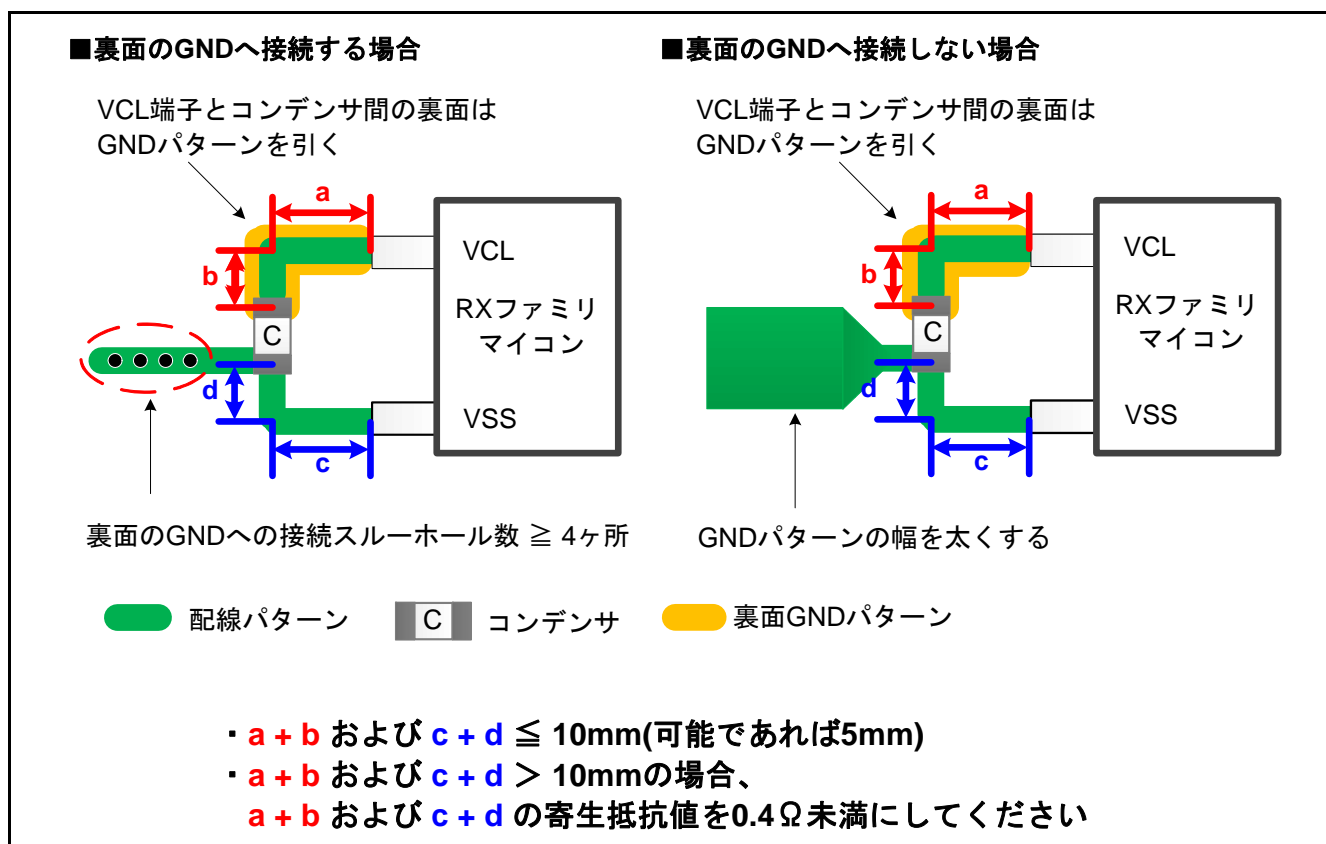 ■裏面のGNDへ接続する場合
VCL端子とコンデンサ間の裏面は
GNDパターンを引く
a
b
VCL
RXファミリ
マイコン
C
d
VSS
c
裏面のGNDへの接続スルーホール数 ≧ 4ヶ所
■裏面のGNDへ接続しない場合
VCL端子とコンデンサ間の裏面は
GNDパターンを引く
a
b
VCL
RXファミリ
マイコン
C
d
VSS
c
GNDパターンの幅を太くする
配線パターン
C
コンデンサ
裏面GNDパターン
・a + b および c + d ≦ 10mm(可能であれば5mm)
・a + b および c + d ＞ 10mmの場合、
a + b および c + d の寄生抵抗値を0.4Ω未満にしてください